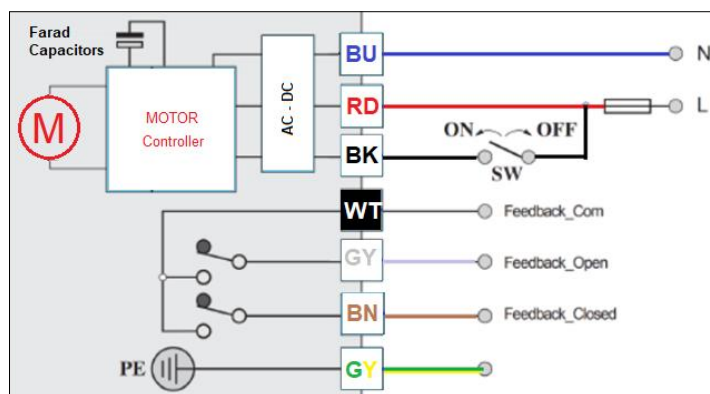 Farad
Capacitors
M
MOTOR
Controller
AC - DC
BU
RD
BK
WT
GY
BN
GY
PE
N
L
ON
OFF
SW
Feedback_Com
Feedback_Open
Feedback_Closed